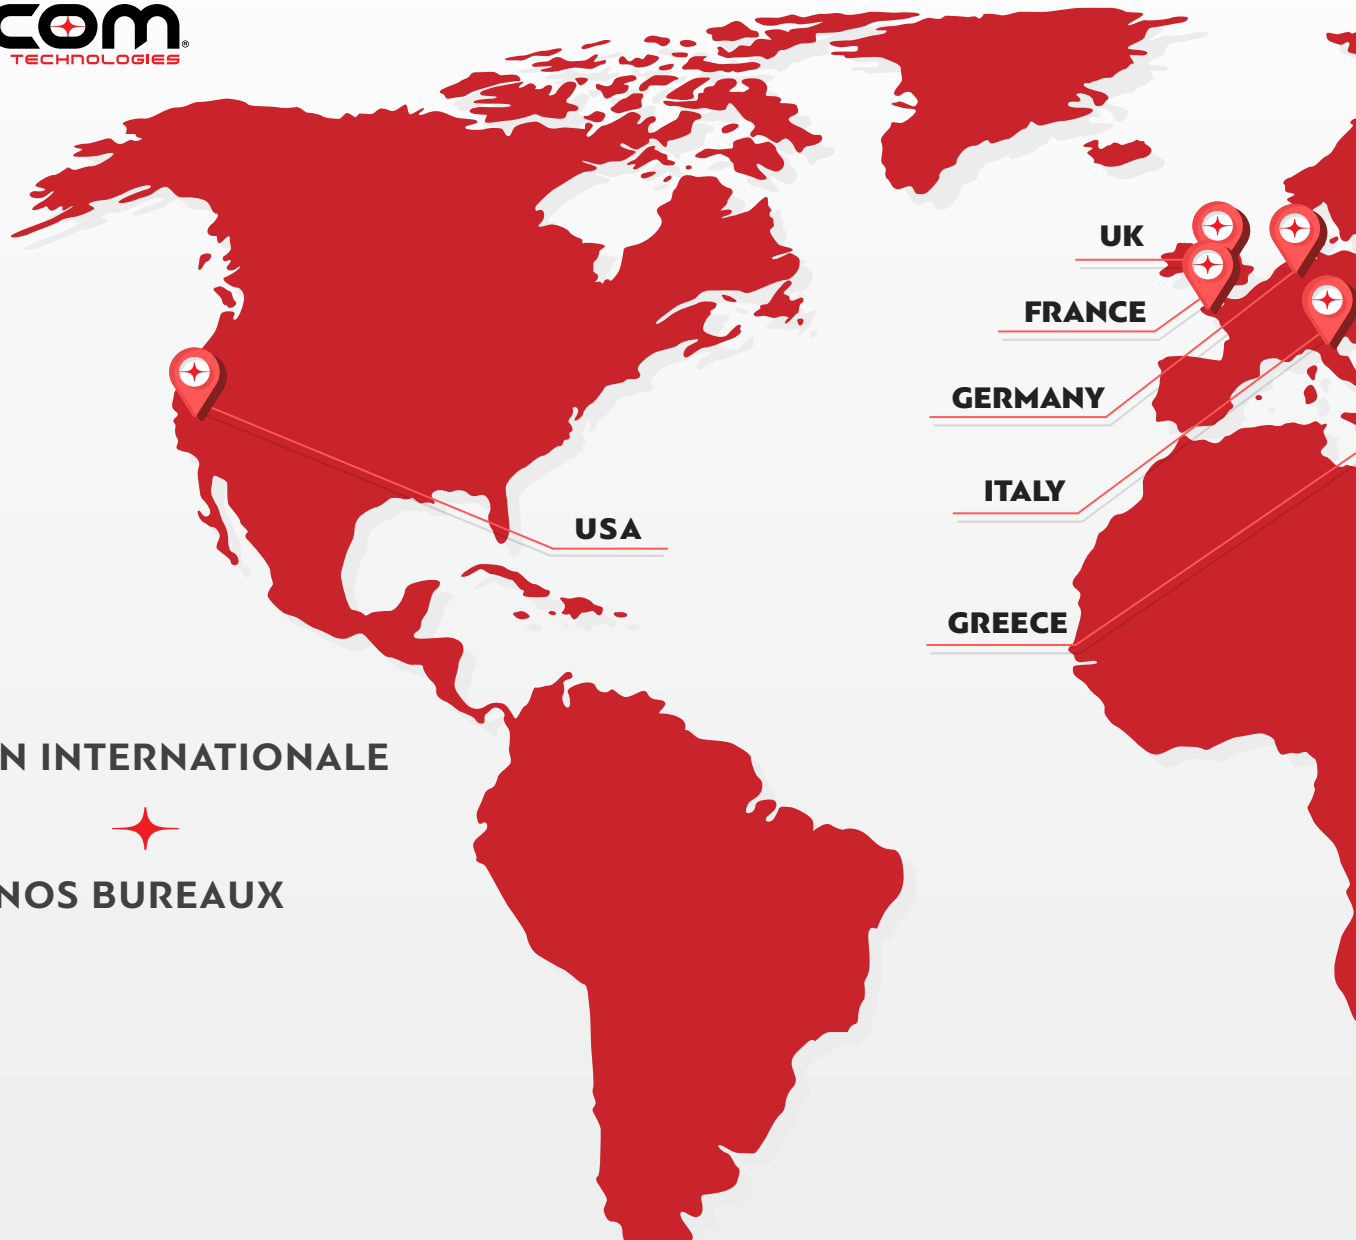 COM®
TECHNOLOGIES
UK
FRANCE
GERMANY
ITALY
USA
GREECE
N INTERNATIONALE
NOS BUREAUX